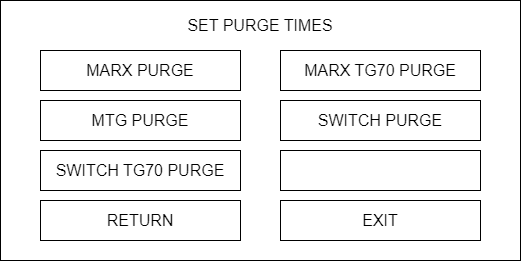 SET PURGE TIMES
MARX PURGE
MARX TG70 PURGE
MTG PURGE
SWITCH PURGE
SWITCH TG70 PURGE
RETURN
EXIT